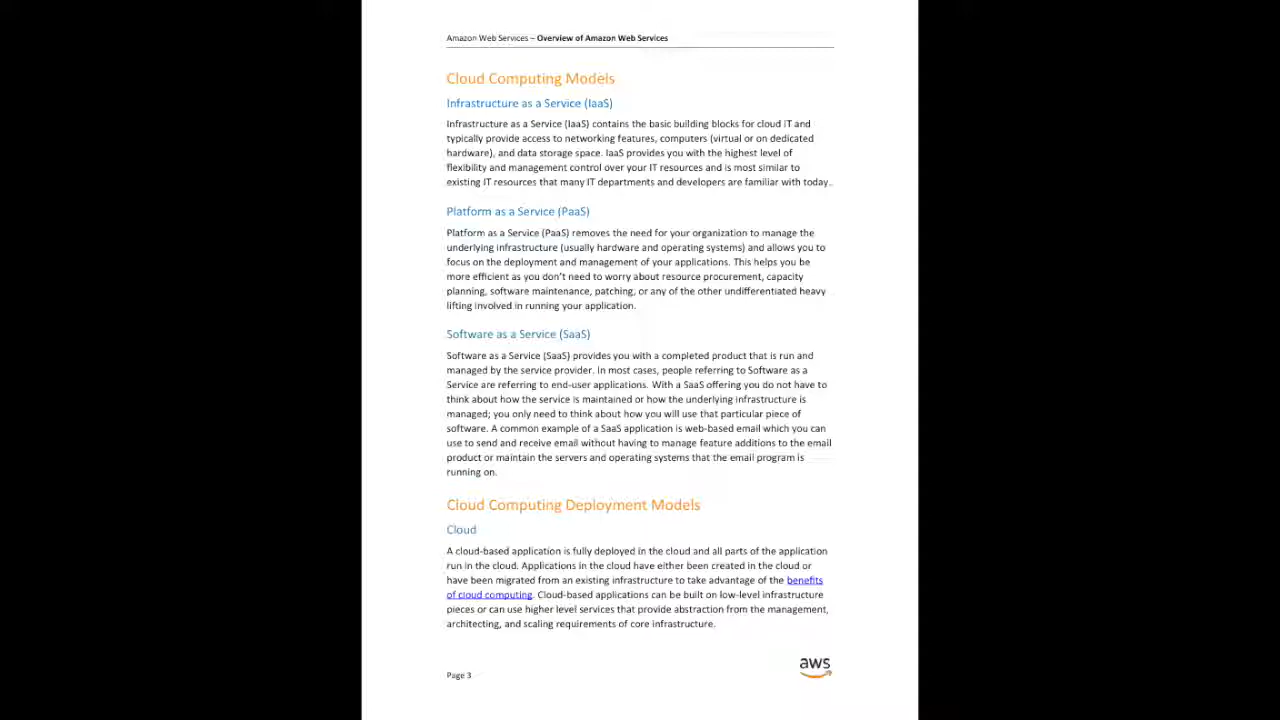 Amazon Web Services – Overview of Amazon Web Services
Cloud Computing Models
Infrastructure as a Service (IaaS)
Infrastructure as a Service (IaaS) contains the basic building blocks for cloud IT and
typically provide access to networking features, computers (virtual or on dedicated
hardware), and data storage space. IaaS provides you with the highest level of
flexibility and management control over your IT resources and is most similar to
existing IT resources that many IT departments and developers are familiar with today.
Platform as a Service (PaaS)
Platform as a Service (PaaS) removes the need for your organization to manage the
underlying infrastructure (usually hardware and operating systems) and allows you to
focus on the deployment and management of your applications. This helps you be
more efficient as you don’t need to worry about resource procurement, capacity
planning, software maintenance, patching, or any of the other undifferentiated heavy
lifting involved in running your application.
Software as a Service (SaaS)
Software as a Service (SaaS) provides you with a completed product that is run and
managed by the service provider. In most cases, people referring to Software as a
Service are referring to end-user applications. With a SaaS offering you do not have to
think about how the service is maintained or how the underlying infrastructure is
managed; you only need to think about how you will use that particular piece of
software. A common example of a SaaS application is web-based email which you can
use to send and receive email without having to manage feature additions to the email
product or maintain the servers and operating systems that the email program is
running on.
Cloud Computing Deployment Models
Cloud
A cloud-based application is fully deployed in the cloud and all parts of the application
run in the cloud. Applications in the cloud have either been created in the cloud or
have been migrated from an existing infrastructure to take advantage of the benefits
of cloud computing. Cloud-based applications can be built on low-level infrastructure
pieces or can use higher level services that provide abstraction from the management,
architecting, and scaling requirements of core infrastructure.
aws
Page 3